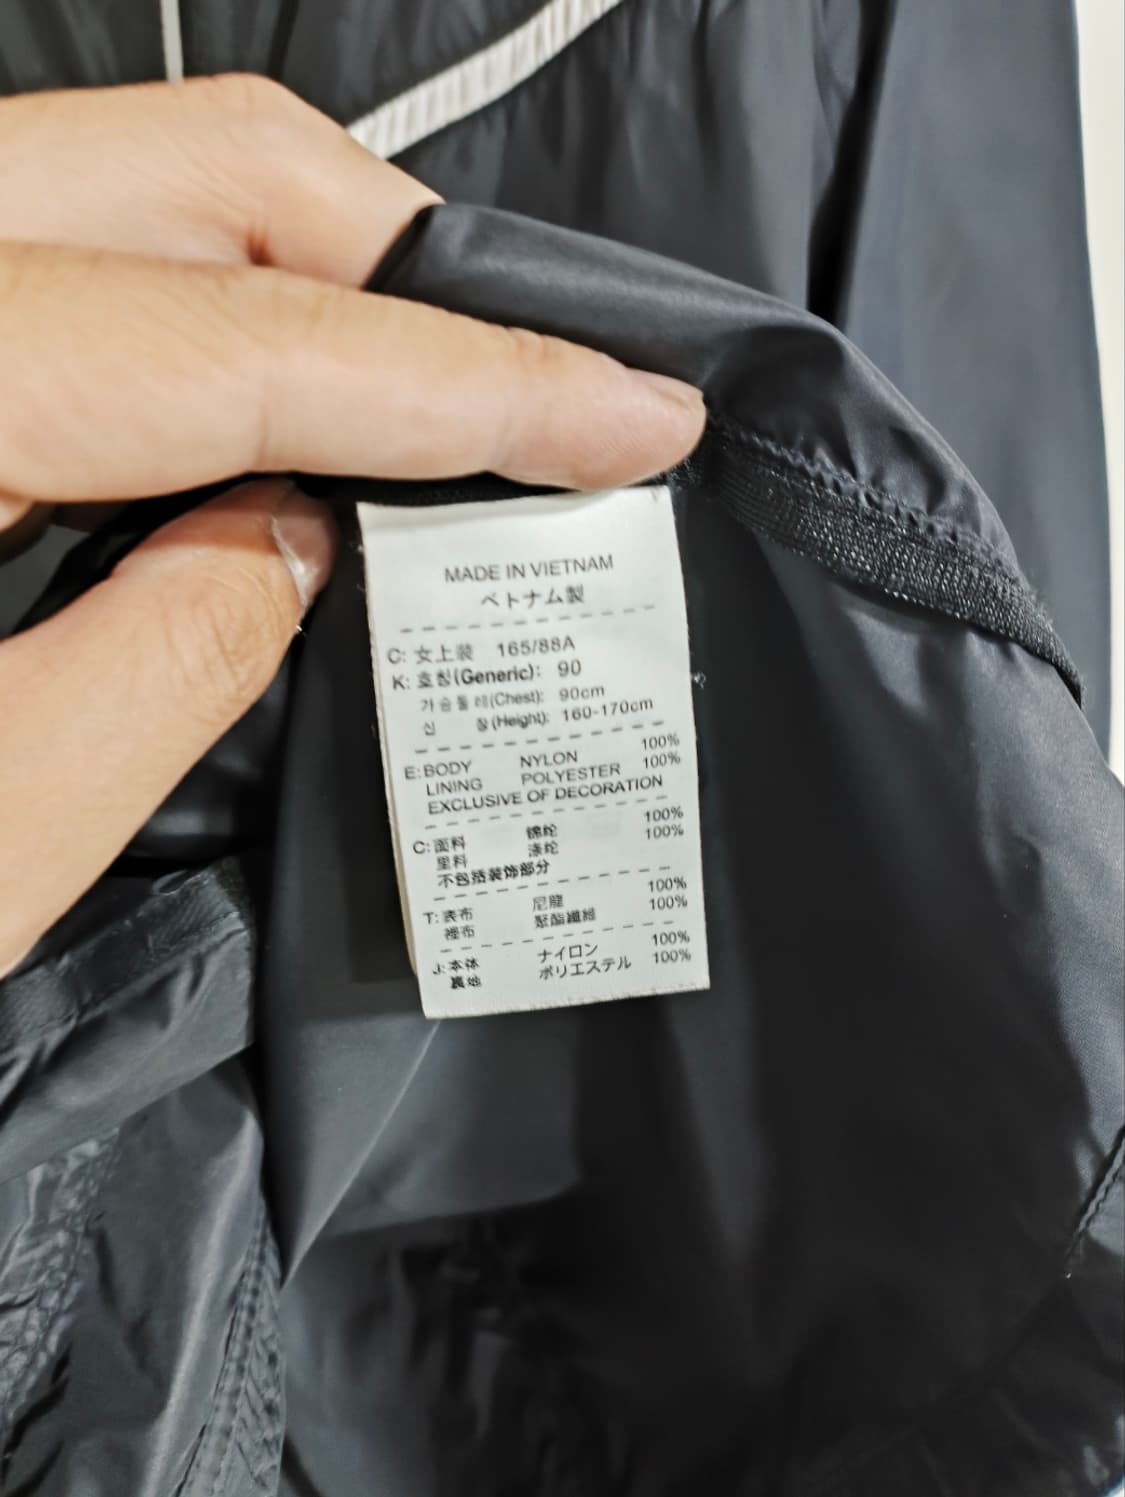 MADE IN VIETNAM
ベトナム製
C: 女上装 165/88A
K: 호칭(Generic): 90
가슴둘레(Chest): 90cm
신 장(Height): 160-170cm
E: BODY NYLON 100%
LINING POLYESTER 100%
EXCLUSIVE OF DECORATION
C: 面料 锦纶 100%
里料 涤纶 100%
不包括装饰部分
T: 表布 尼龍 100%
裡布 聚酯纖維 100%
J: 本体 ナイロン 100%
裏地 ポリエステル 100%